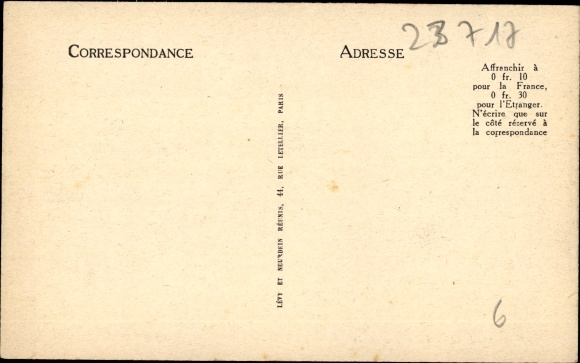 23717
CORRESPONDANCE
ADRESSE
Affranchir à
0 fr. 10
pour la France,
0 fr. 30
pour l'Etranger.
N'écrire que sur
le côté réservé à
la correspondance
LÉVY ET NEURDEIN RÉUNIS, 44, RUE LETELLIER, PARIS
6